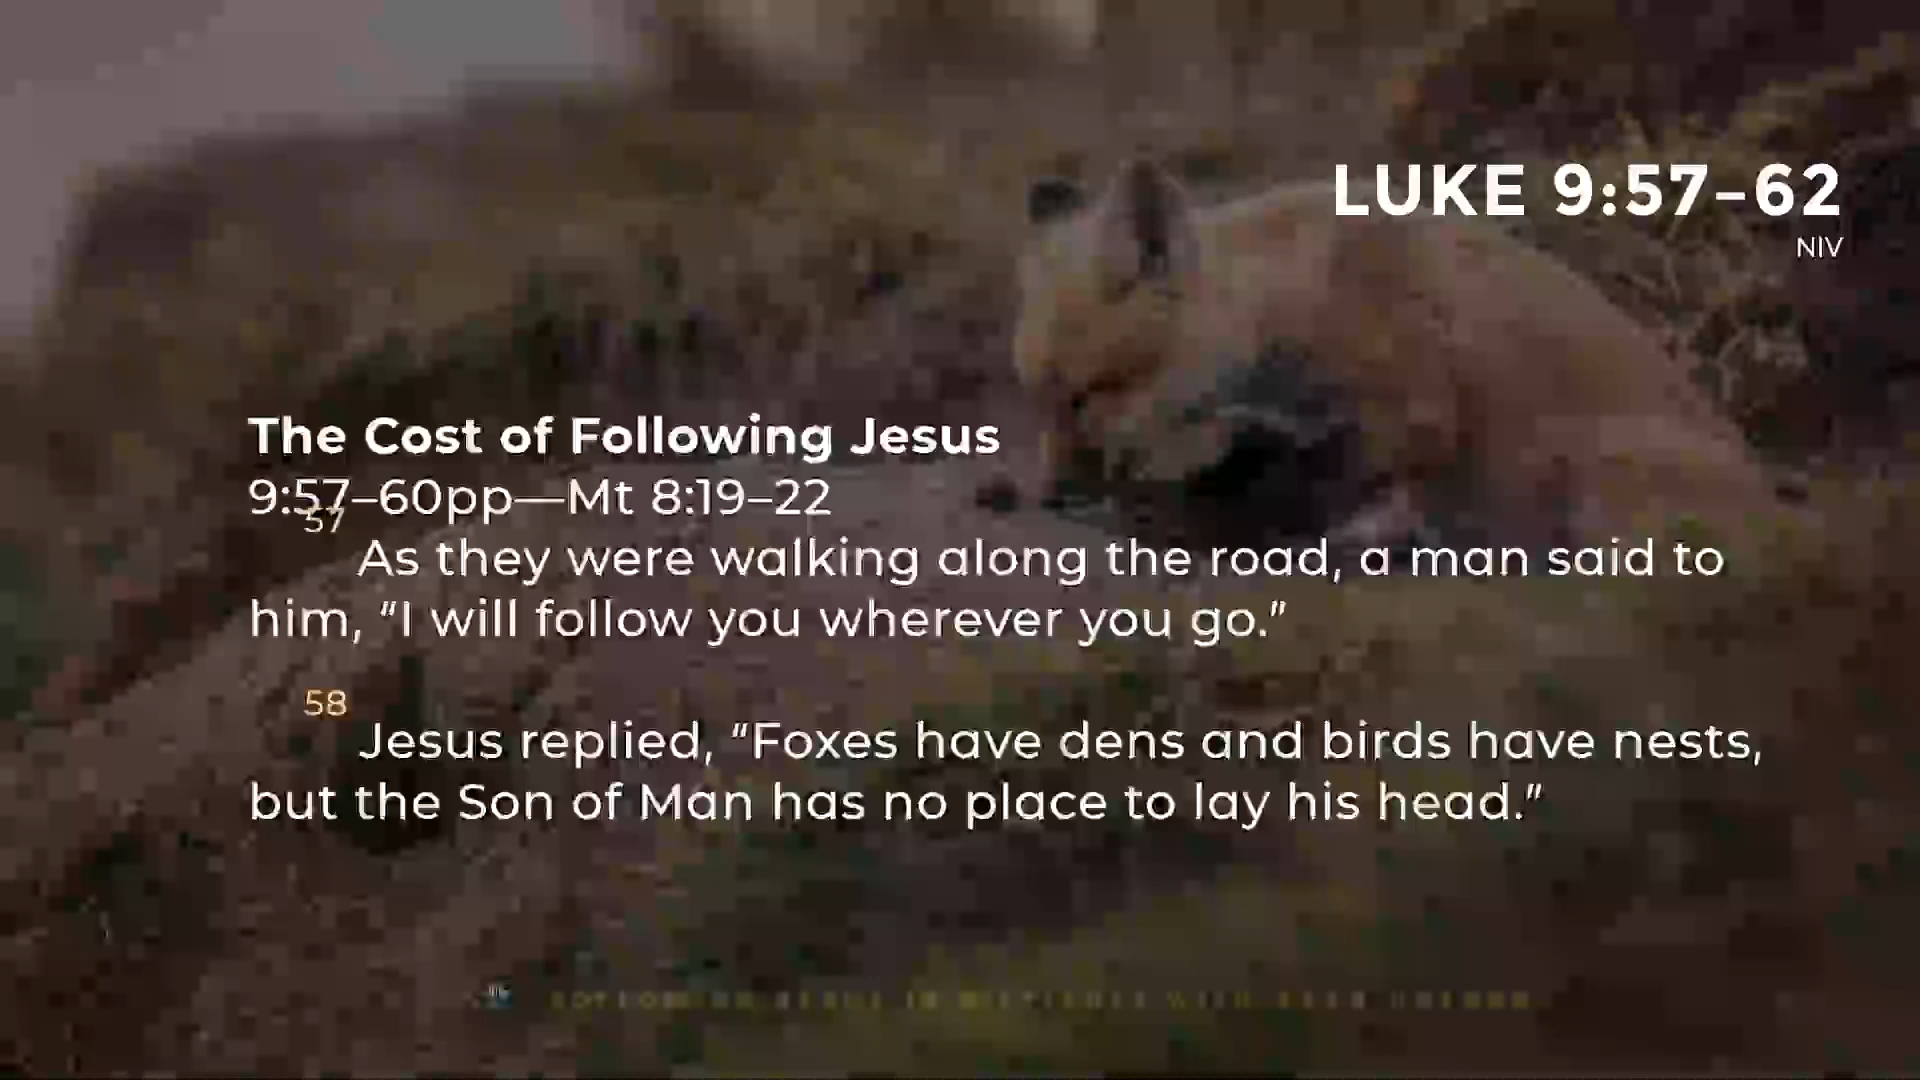 LUKE 9:57–62
NIV
The Cost of Following Jesus
9:57–60pp—Mt 8:19–22
57
As they were walking along the road, a man said to
him, “I will follow you wherever you go.”
58
Jesus replied, “Foxes have dens and birds have nests,
but the Son of Man has no place to lay his head.”